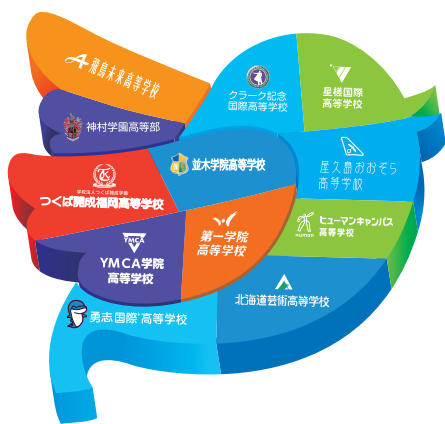 飛鳥未来高等学校
クラーク記念
国際高等学校
星槎国際
高等学校
神村学園高等部
並木学院高等学校
屋久島おおぞら
高等学校
学校法人つくば開成学園
つくば開成福岡高等学校
第一学院
高等学校
HUMAN
ヒューマンキャンパス
高等学校
YMCA
YMCA学院
高等学校
北海道芸術高等学校
勇志国際高等学校